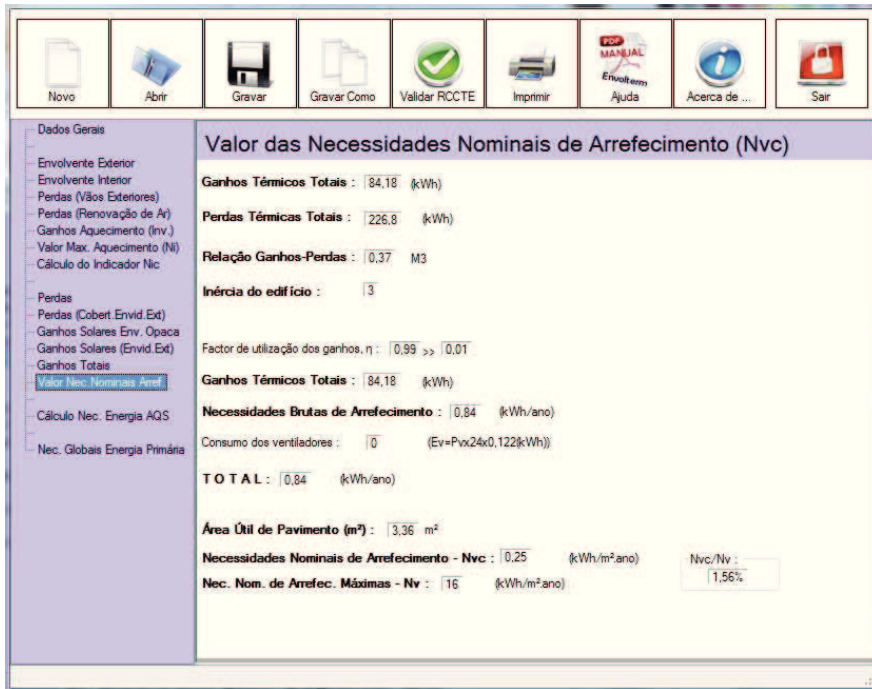 Novo
Abrir
Gravar
Gravar Como
Validar RCCTE
Imprimir
PDF
MANUAL
Envolterm
Ajuda
Acerca de ...
Sair
Dados Gerais
Envolvente Exterior
Envolvente Interior
Perdas (Vãos Exteriores)
Perdas (Renovação de Ar)
Ganhos Aquecimento (Inv.)
Valor Max. Aquecimento (Ni)
Cálculo do Indicador Nic
Perdas
Perdas (Cobert.Envid.Ext)
Ganhos Solares Env. Opaca
Ganhos Solares (Envid.Ext)
Ganhos Totais
Valor Nec.Nominais Arref
Cálculo Nec. Energia AQS
Nec. Globais Energia Primária
Valor das Necessidades Nominais de Arrefecimento (Nvc)
Ganhos Térmicos Totais : 84,18 (kWh)
Perdas Térmicas Totais : 226,8 (kWh)
Relação Ganhos-Perdas : 0,37 M3
Inércia do edifício : 3
Factor de utilização dos ganhos, η : 0,99 >> 0,01
Ganhos Térmicos Totais : 84,18 (kWh)
Necessidades Brutas de Arrefecimento : 0,84 (kWh/ano)
Consumo dos ventiladores : 0 (Ev=Pvx24x0,122(kWh))
T O T A L : 0,84 (kWh/ano)
Área Útil de Pavimento (m²) : 3,36 m²
Necessidades Nominais de Arrefecimento - Nvc : 0,25 (kWh/m².ano) Nvc/Nv :
Nec. Nom. de Arrefec. Máximas - Nv : 16 (kWh/m².ano) 1,56%